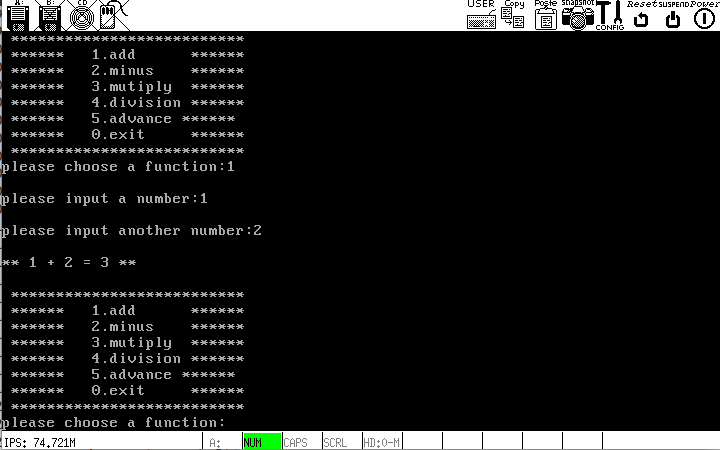 A: B: CD USER Copy Paste Snapshot CONFIG Reset SUSPEND Power
**************************
******   1.add      ******
******   2.minus    ******
******   3.mutiply  ******
******   4.division ******
******   5.advance ******
******   0.exit     ******
**************************
please choose a function:1
please input a number:1
please input another number:2
** 1 + 2 = 3 **
**************************
******   1.add      ******
******   2.minus    ******
******   3.mutiply  ******
******   4.division ******
******   5.advance ******
******   0.exit     ******
**************************
please choose a function:
IPS: 74.721M A: NUM CAPS SCRL HD:0-M